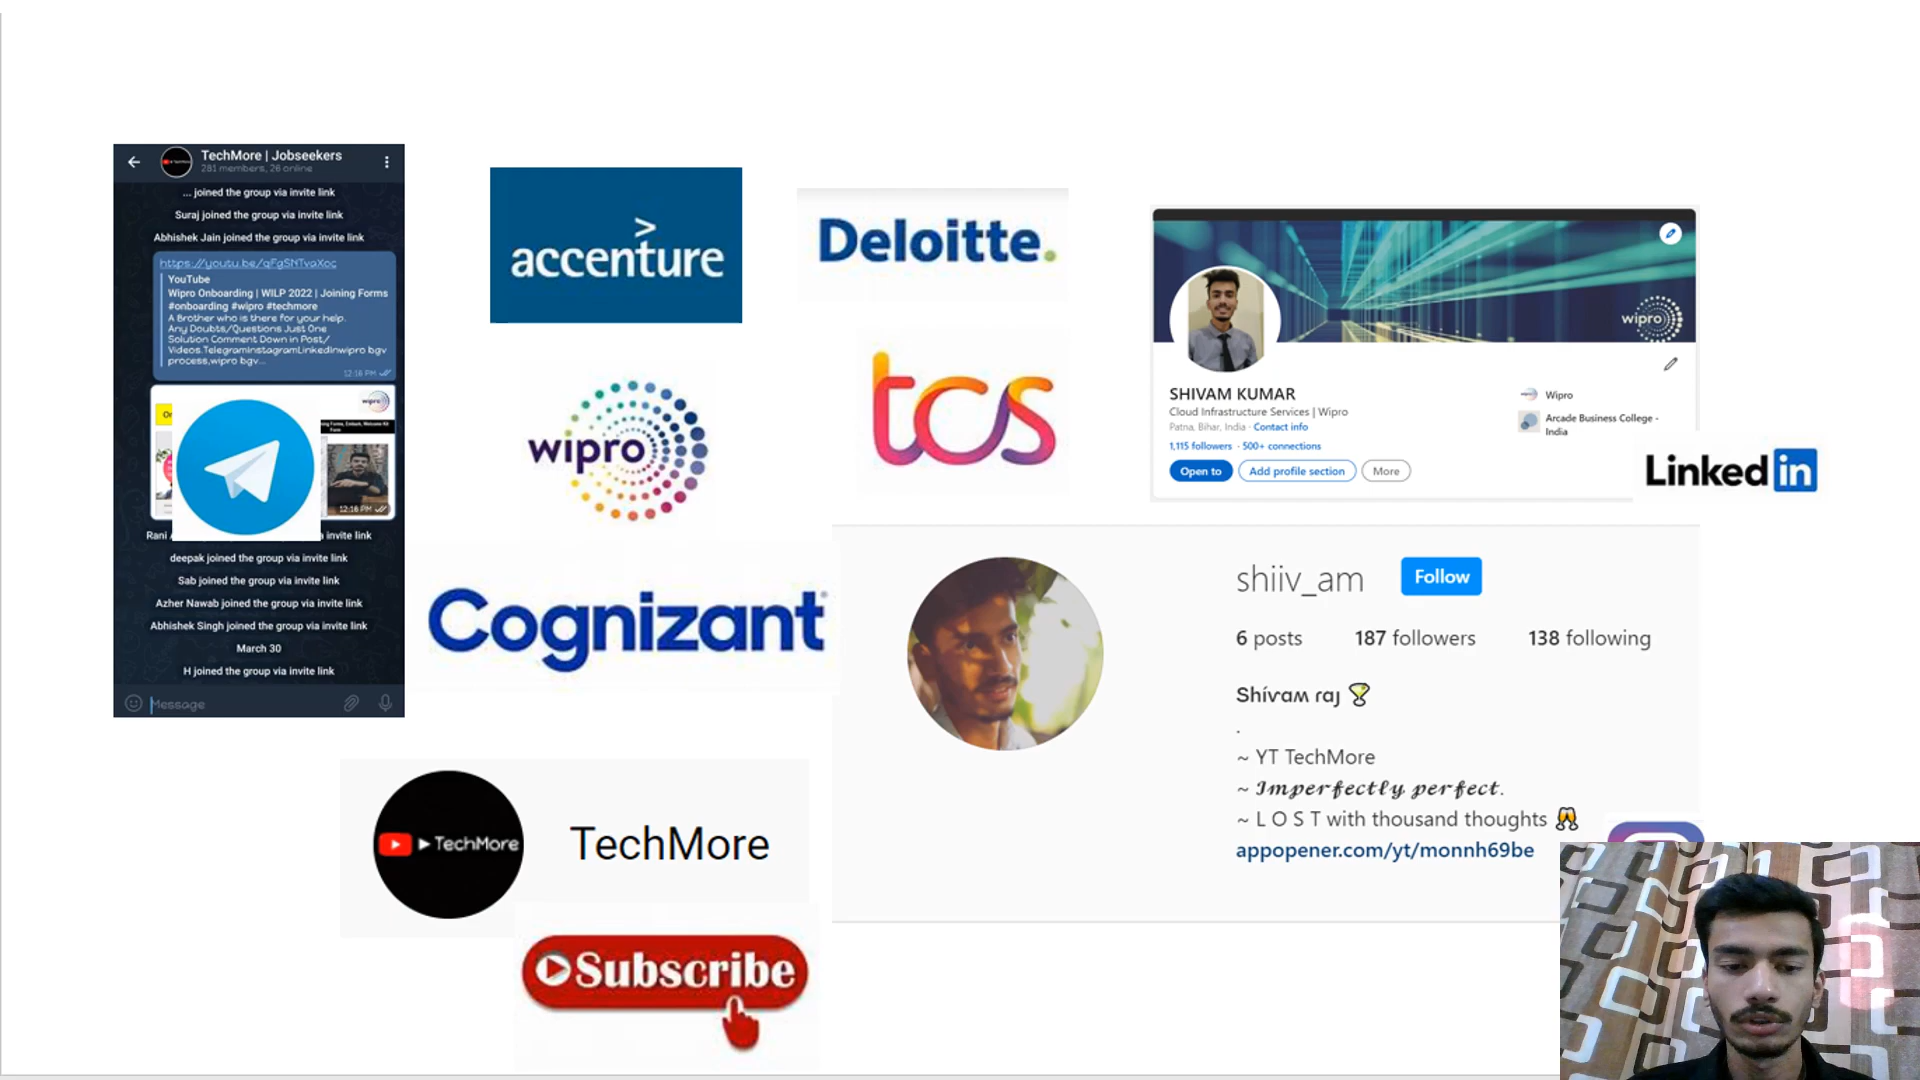 TechMore | Jobseekers
281 members, 26 online
... joined the group via invite link
Suraj joined the group via invite link
Abhishek Jain joined the group via invite link
https://youtu.be/qFgSNTvaXoc
YouTube
Wipro Onboarding | WILP 2022 | Joining Forms
#onboarding #wipro #techmore
A Brother who is there for your help.
Any Doubts/Questions Just One
Solution Comment Down in Post/
Videos.TelegramInstagramLinkedInwipro bgv
process,wipro bgv...
12:16 PM
wipro
12:16 PM
Rani
invite link
deepak joined the group via invite link
Sab joined the group via invite link
Azher Nawab joined the group via invite link
Abhishek Singh joined the group via invite link
March 30
H joined the group via invite link
Message
accenture
Deloitte.
wipro
tcs
Cognizant
wipro
SHIVAM KUMAR
Cloud Infrastructure Services | Wipro
Patna, Bihar, India · Contact info
1,115 followers · 500+ connections
Open to
Add profile section
More
Wipro
Arcade Business College -
India
Linkedin
shiiv_am
Follow
6 posts 187 followers 138 following
Shívαm rαj 🏆
.
~ YT TechMore
~ 𝓘𝓶𝓹𝓮𝓻𝓯𝓮𝓬𝓽𝓵𝔂 𝓹𝓮𝓻𝓯𝓮𝓬𝓽.
~ L O S T with thousand thoughts 🥂
appopener.com/yt/monnh69be
TechMore
TechMore
Subscribe